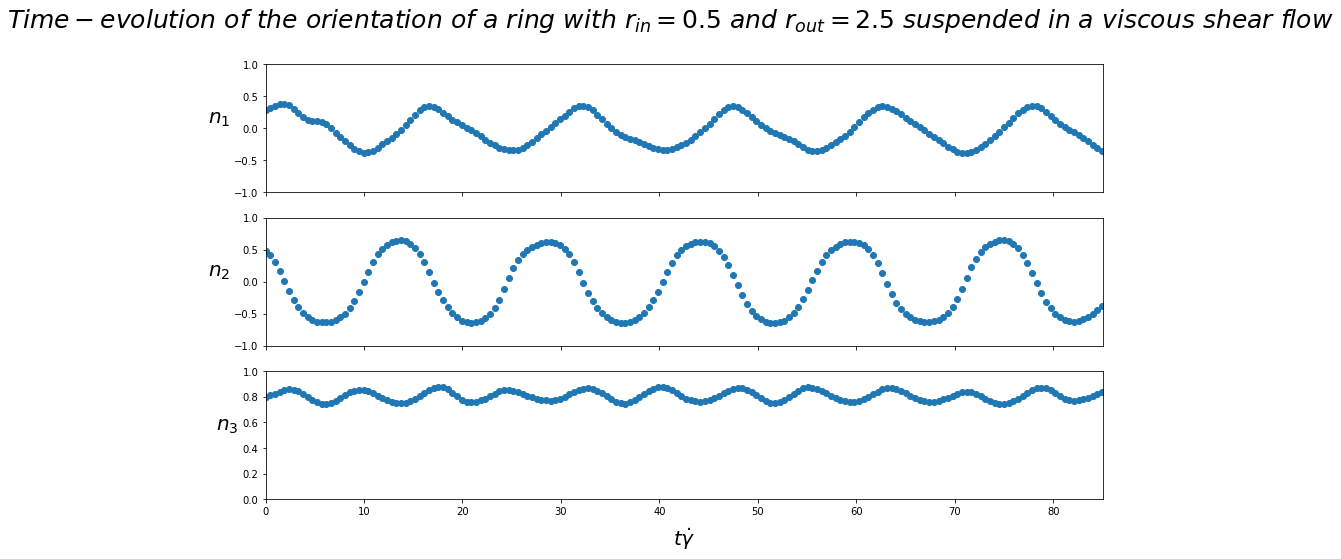 Time − evolution of the orientation of a ring with r_in = 0.5 and r_out = 2.5 suspended in a viscous shear flow
1.0
0.5
n_1
0.0
−0.5
−1.0
1.0
0.5
n_2
0.0
−0.5
−1.0
1.0
0.8
0.6
n_3
0.4
0.2
0.0
0 10 20 30 40 50 60 70 80
tγ̇